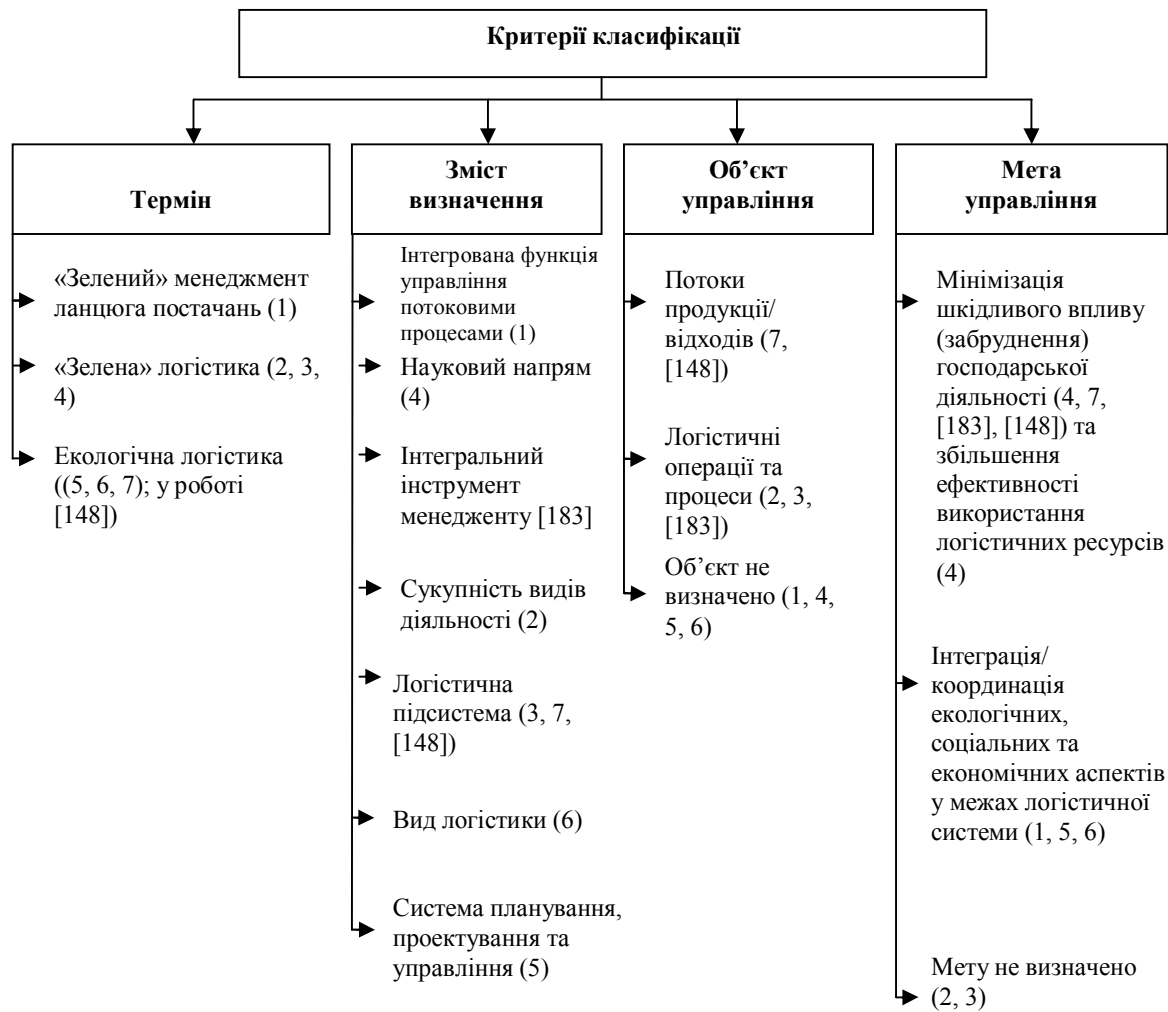 Критерії класифікації
Термін
«Зелений» менеджмент
ланцюга постачань (1)
«Зелена» логістика (2, 3,
4)
Екологічна логістика
((5, 6, 7); у роботі
[148])
Зміст
визначення
Інтегрована функція
управління
потоковими
процесами (1)
Науковий напрям
(4)
Інтегральний
інструмент
менедженту [183]
Сукупність видів
діяльності (2)
Логістична
підсистема (3, 7,
[148])
Вид логістики (6)
Система планування,
проектування та
управління (5)
Об’єкт
управління
Потоки
продукції/
відходів (7,
[148])
Логістичні
операції та
процеси (2, 3,
[183])
Об’єкт не
визначено (1, 4,
5, 6)
Мета
управління
Мінімізація
шкідливого впливу
(забруднення)
господарської
діяльності (4, 7,
[183], [148]) та
збільшення
ефективності
використання
логістичних ресурсів
(4)
Інтеграція/
координація
екологічних,
соціальних та
економічних аспектів
у межах логістичної
системи (1, 5, 6)
Мету не визначено
(2, 3)